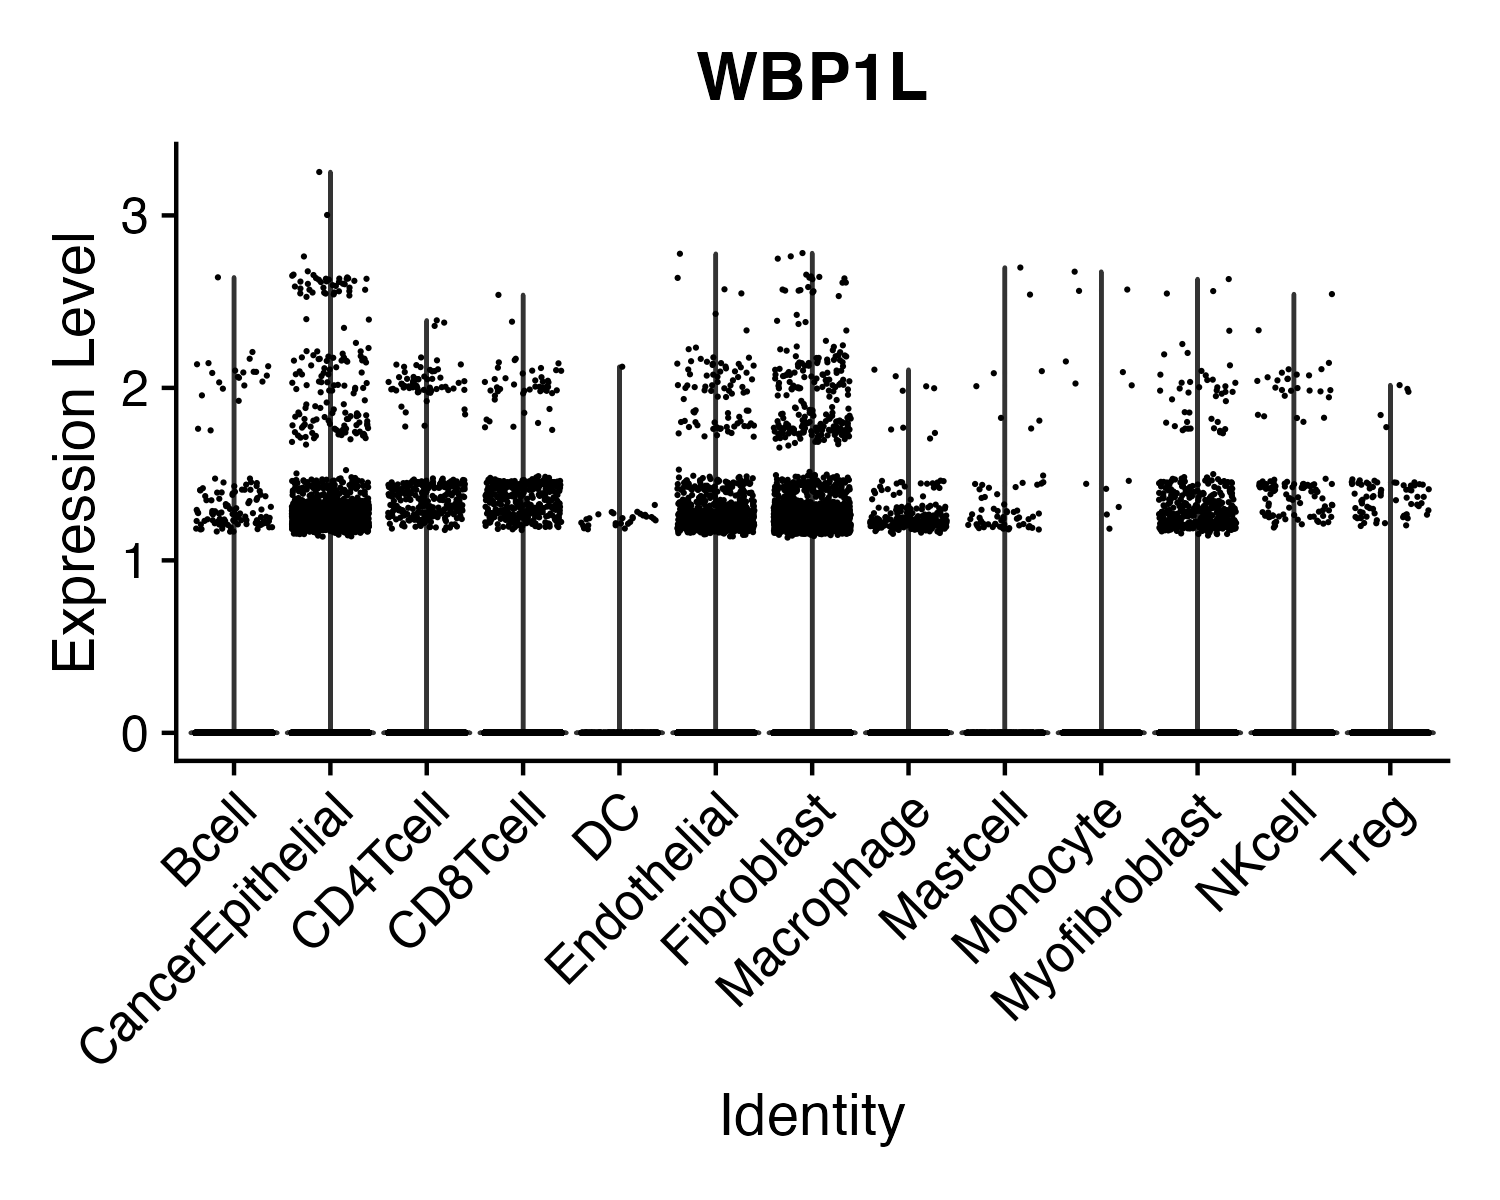 WBP1L
Expression Level
3
2
1
0
Bcell
CancerEpithelial
CD4Tcell
CD8Tcell
DC
Endothelial
Fibroblast
Macrophage
Mastcell
Monocyte
Myofibroblast
NKcell
Treg
Identity